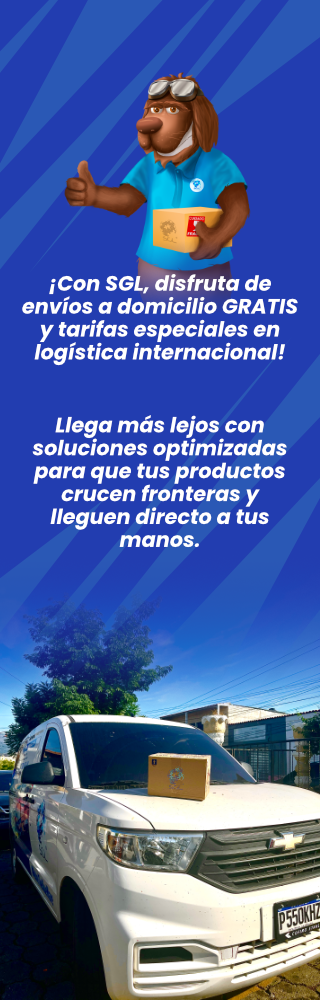 ¡Con SGL, disfruta de
envíos a domicilio GRATIS
y tarifas especiales en
logística internacional!
Llega más lejos con
soluciones optimizadas
para que tus productos
crucen fronteras y
lleguen directo a tus
manos.